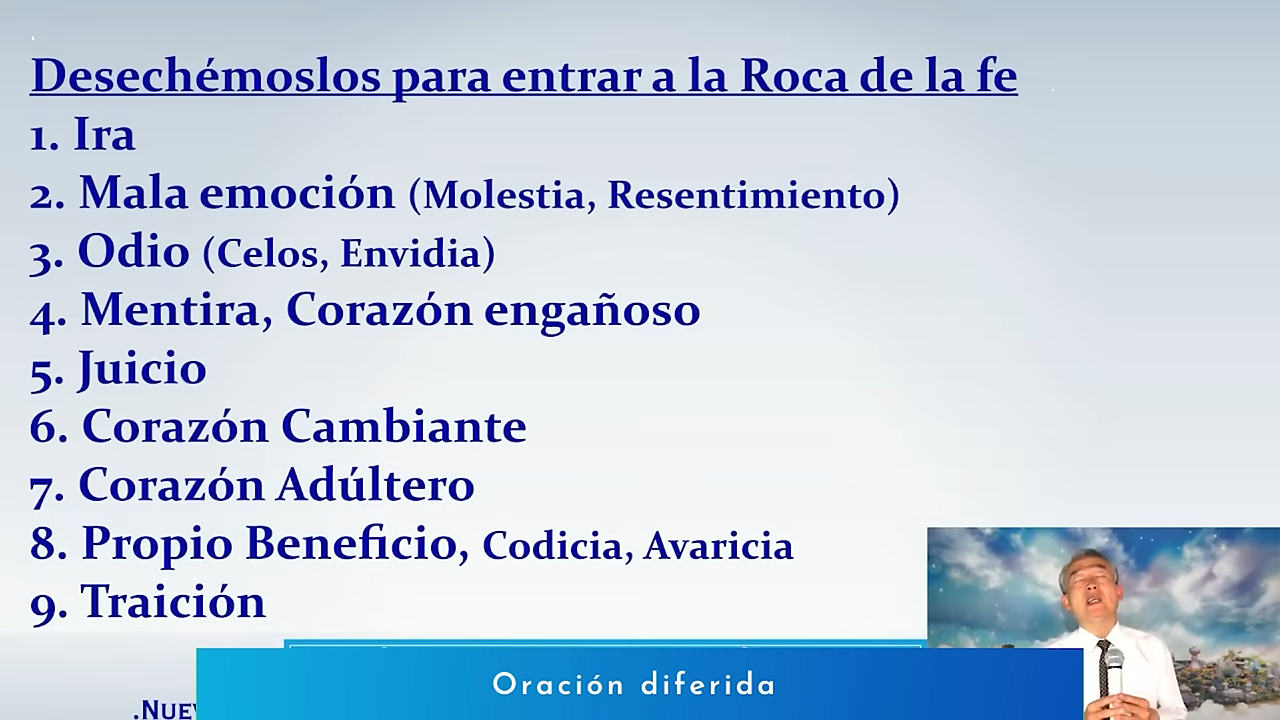 Desechémoslos para entrar a la Roca de la fe
1. Ira
2. Mala emoción (Molestia, Resentimiento)
3. Odio (Celos, Envidia)
4. Mentira, Corazón engañoso
5. Juicio
6. Corazón Cambiante
7. Corazón Adúltero
8. Propio Beneficio, Codicia, Avaricia
9. Traición
Oración diferida